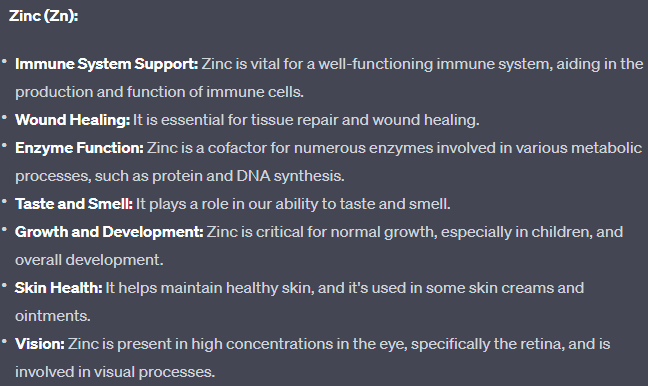 Zinc (Zn):
• Immune System Support: Zinc is vital for a well-functioning immune system, aiding in the
production and function of immune cells.
• Wound Healing: It is essential for tissue repair and wound healing.
• Enzyme Function: Zinc is a cofactor for numerous enzymes involved in various metabolic
processes, such as protein and DNA synthesis.
• Taste and Smell: It plays a role in our ability to taste and smell.
• Growth and Development: Zinc is critical for normal growth, especially in children, and
overall development.
• Skin Health: It helps maintain healthy skin, and it's used in some skin creams and
ointments.
• Vision: Zinc is present in high concentrations in the eye, specifically the retina, and is
involved in visual processes.